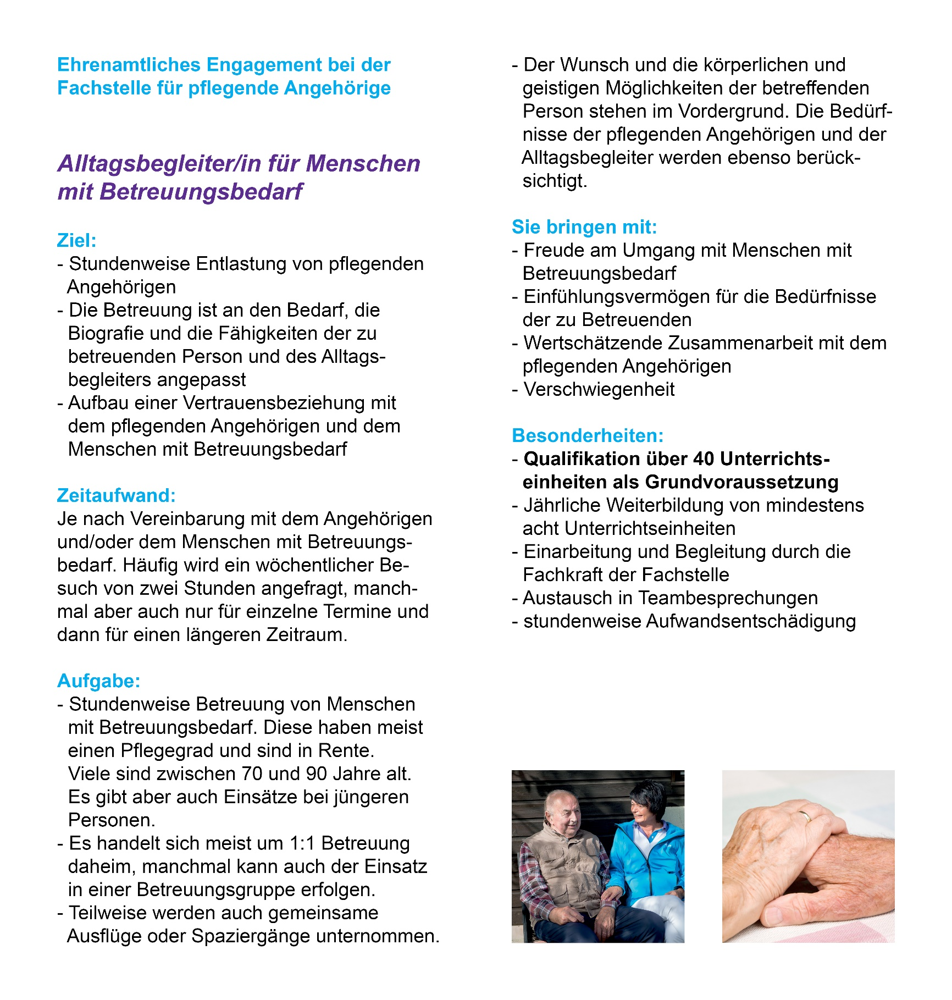 Ehrenamtliches Engagement bei der
Fachstelle für pflegende Angehörige
Alltagsbegleiter/in für Menschen
mit Betreuungsbedarf
Ziel:
- Stundenweise Entlastung von pflegenden
Angehörigen
- Die Betreuung ist an den Bedarf, die
Biografie und die Fähigkeiten der zu
betreuenden Person und des Alltags-
begleiters angepasst
- Aufbau einer Vertrauensbeziehung mit
dem pflegenden Angehörigen und dem
Menschen mit Betreuungsbedarf
Zeitaufwand:
Je nach Vereinbarung mit dem Angehörigen
und/oder dem Menschen mit Betreuungs-
bedarf. Häufig wird ein wöchentlicher Be-
such von zwei Stunden angefragt, manch-
mal aber auch nur für einzelne Termine und
dann für einen längeren Zeitraum.
Aufgabe:
- Stundenweise Betreuung von Menschen
mit Betreuungsbedarf. Diese haben meist
einen Pflegegrad und sind in Rente.
Viele sind zwischen 70 und 90 Jahre alt.
Es gibt aber auch Einsätze bei jüngeren
Personen.
- Es handelt sich meist um 1:1 Betreuung
daheim, manchmal kann auch der Einsatz
in einer Betreuungsgruppe erfolgen.
- Teilweise werden auch gemeinsame
Ausflüge oder Spaziergänge unternommen.
- Der Wunsch und die körperlichen und
geistigen Möglichkeiten der betreffenden
Person stehen im Vordergrund. Die Bedürf-
nisse der pflegenden Angehörigen und der
Alltagsbegleiter werden ebenso berück-
sichtigt.
Sie bringen mit:
- Freude am Umgang mit Menschen mit
Betreuungsbedarf
- Einfühlungsvermögen für die Bedürfnisse
der zu Betreuenden
- Wertschätzende Zusammenarbeit mit dem
pflegenden Angehörigen
- Verschwiegenheit
Besonderheiten:
- Qualifikation über 40 Unterrichts-
einheiten als Grundvoraussetzung
- Jährliche Weiterbildung von mindestens
acht Unterrichtseinheiten
- Einarbeitung und Begleitung durch die
Fachkraft der Fachstelle
- Austausch in Teambesprechungen
- stundenweise Aufwandsentschädigung